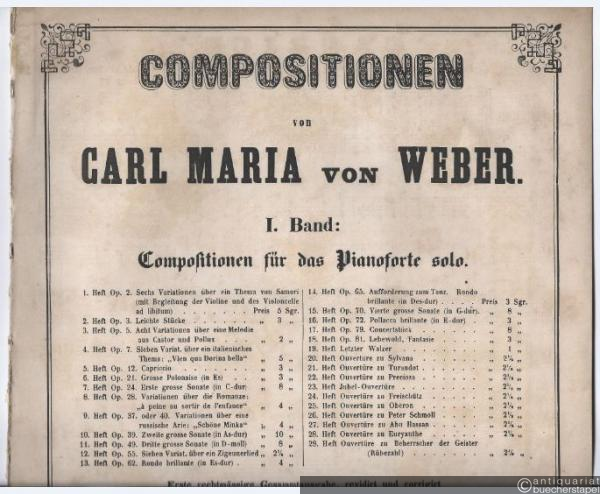 COMPOSITIONEN
von
CARL MARIA VON WEBER.
I. Band:
Compositionen für das Pianoforte solo.
1. Heft Op. 2. Sechs Variationen über ein Thema von Samori
(mit Begleitung der Violine und des Violoncelle
ad libitum) . . . . . . . Preis 5 Sgr.
2. Heft Op. 3. Leichte Stücke . . . . . „ 3 „
3. Heft Op. 5. Acht Variationen über eine Melodie
aus Castor und Pollux . . . . „ 2 „
4. Heft Op. 7. Sieben Variat. über ein italienisches
Thema: „Vien qua Dorina bella“ „ 5 „
5. Heft Op. 12. Capriccio . . . . . . „ 3 „
6. Heft Op. 21. Grosse Polonaise (in Es) . . „ 3 „
7. Heft Op. 24. Erste grosse Sonate (in C-dur) „ 8 „
8. Heft Op. 28. Variationen über die Romanze:
„à peine au sortir de l'enfance“ „ 4 „
9. Heft Op. 37. oder 40. Variationen über eine
russische Arie: „Schöne Minka“ „ 4 „
10. Heft Op. 39. Zweite grosse Sonate (in As-dur) „ 10 „
11. Heft Op. 49. Dritte grosse Sonate (in D-moll) „ 8 „
12. Heft Op. 55. Sieben Variat. über ein Zigeunerlied „ 2½ „
13. Heft Op. 62. Rondo brillante (in Es-dur) . „ 4 „
14. Heft Op. 65. Aufforderung zum Tanz. Rondo
brillante (in Des-dur) . . . . Preis 3 Sgr.
15. Heft Op. 70. Vierte grosse Sonate (in G-dur). „ 8 „
16. Heft Op. 72. Pollacca brillante (in E-dur) . „ 3 „
17. Heft Op. 79. Concertstück . . . . . „ 8 „
18. Heft Op. 81. Lebewohl, Fantasie . . . „ 3 „
19. Heft Letzter Walzer . . . . . . „ 1 „
20. Heft Ouvertüre zu Sylvana . . . . „ 2½ „
21. Heft Ouvertüre zu Turandot . . . . „ 2½ „
22. Heft Ouvertüre zu Preciosa . . . . „ 2½ „
23. Heft Jubel-Ouvertüre . . . . . . „ 2½ „
24. Heft Ouvertüre zu Freischütz . . . „ 2½ „
25. Heft Ouvertüre zu Oberon . . . . „ 2½ „
26. Heft Ouvertüre zu Peter Schmoll . . „ 2½ „
27. Heft Ouvertüre zu Abu Hassan . . . „ 2½ „
28. Heft Ouvertüre zu Euryanthe . . . „ 2½ „
29. Heft Ouvertüre zu Beherrscher der Geister
(Rübezahl) . . . . . . . „ 2½ „
Erste rechtmässige Gesammtausgabe, revidirt und corrigirt
antiquariat
buecherstapel